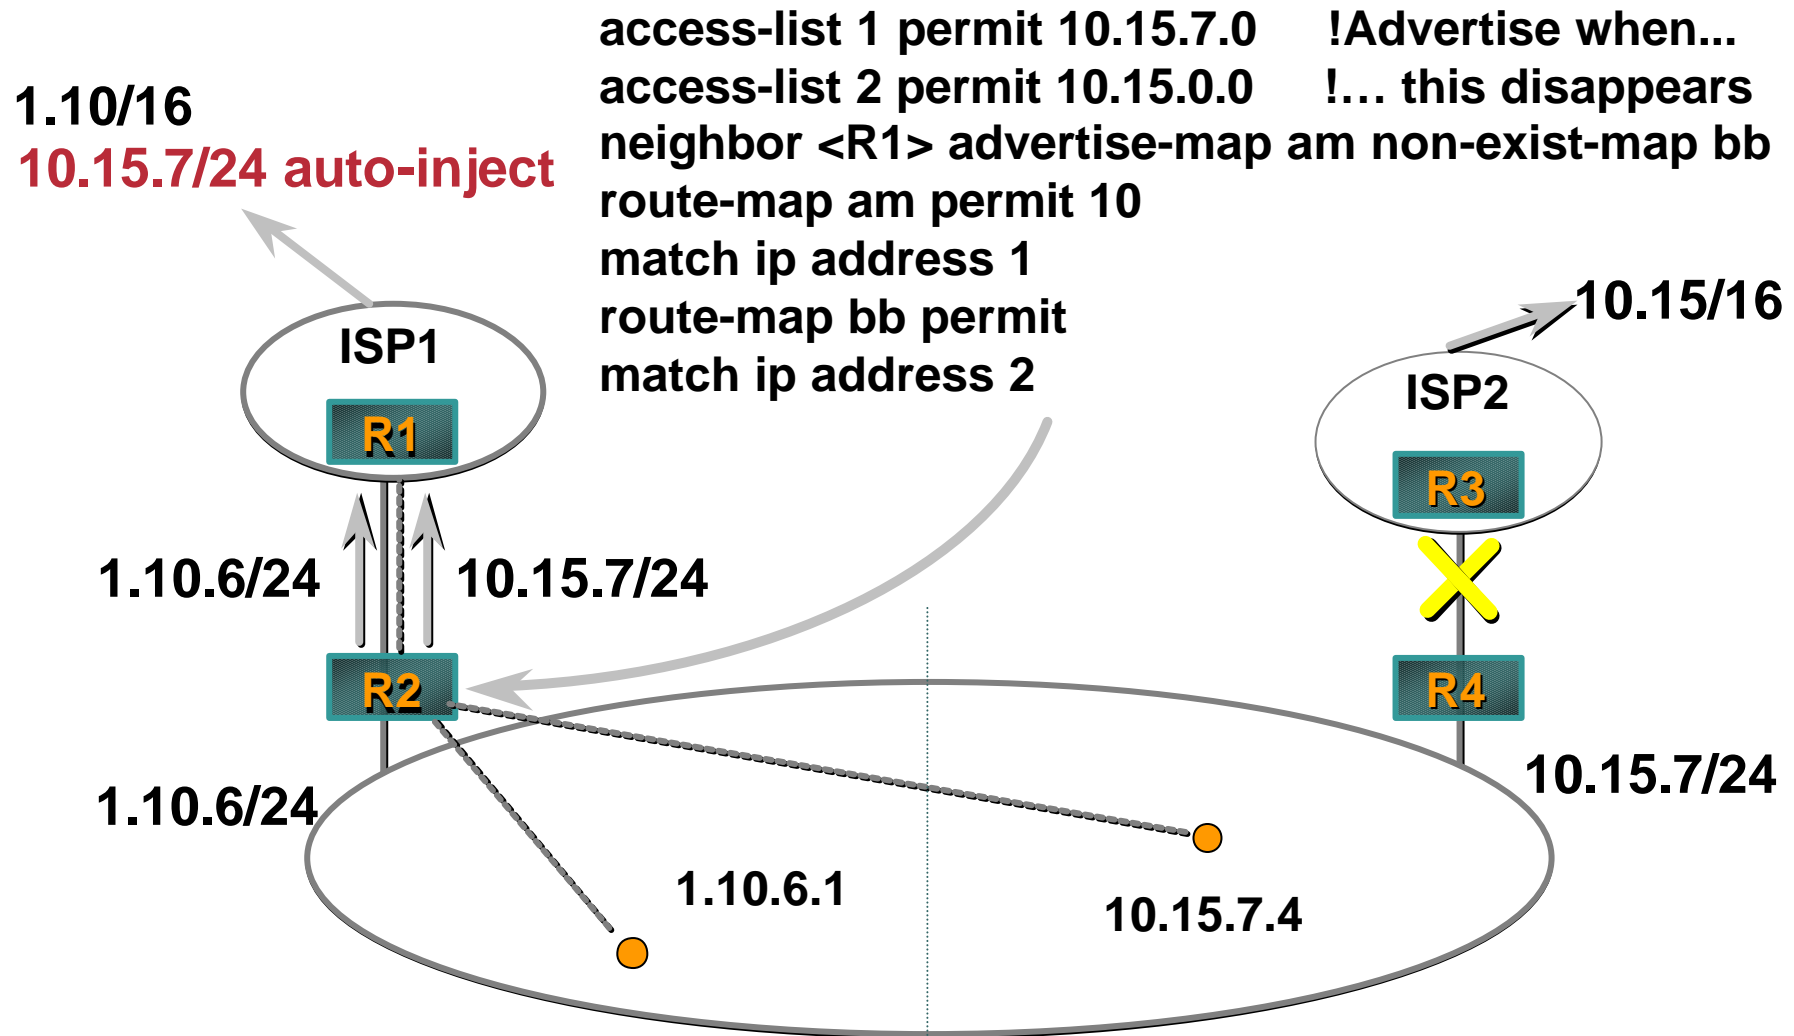 access-list 1 permit 10.15.7.0 !Advertise when...
access-list 2 permit 10.15.0.0 !... this disappears
neighbor <R1> advertise-map am non-exist-map bb
route-map am permit 10
match ip address 1
route-map bb permit
match ip address 2
1.10/16
10.15.7/24 auto-inject
ISP1
R1
10.15/16
ISP2
R3
1.10.6/24
10.15.7/24
R2
R4
1.10.6/24
10.15.7/24
1.10.6.1
10.15.7.4